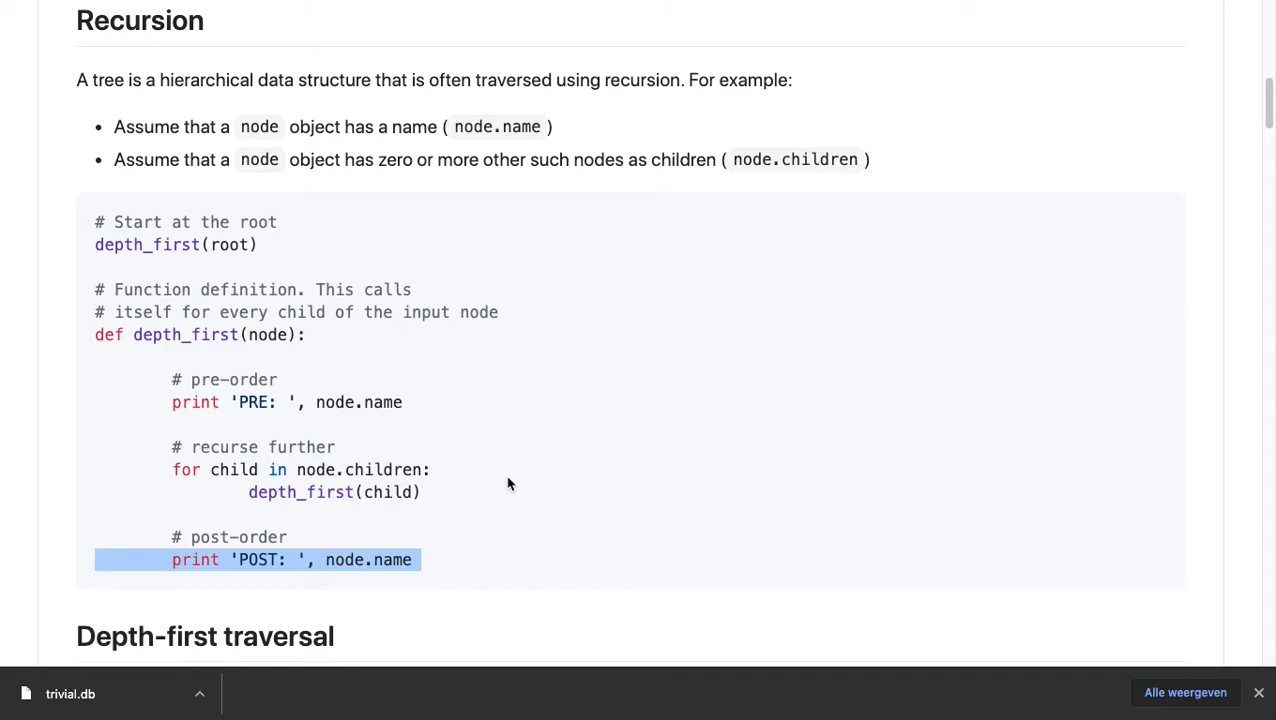 Recursion
A tree is a hierarchical data structure that is often traversed using recursion. For example:
• Assume that a node object has a name ( node.name )
• Assume that a node object has zero or more other such nodes as children ( node.children )
# Start at the root
depth_first(root)
# Function definition. This calls
# itself for every child of the input node
def depth_first(node):
# pre-order
print 'PRE: ', node.name
# recurse further
for child in node.children:
depth_first(child)
# post-order
print 'POST: ', node.name
Depth-first traversal
trivial.db
Alle weergeven